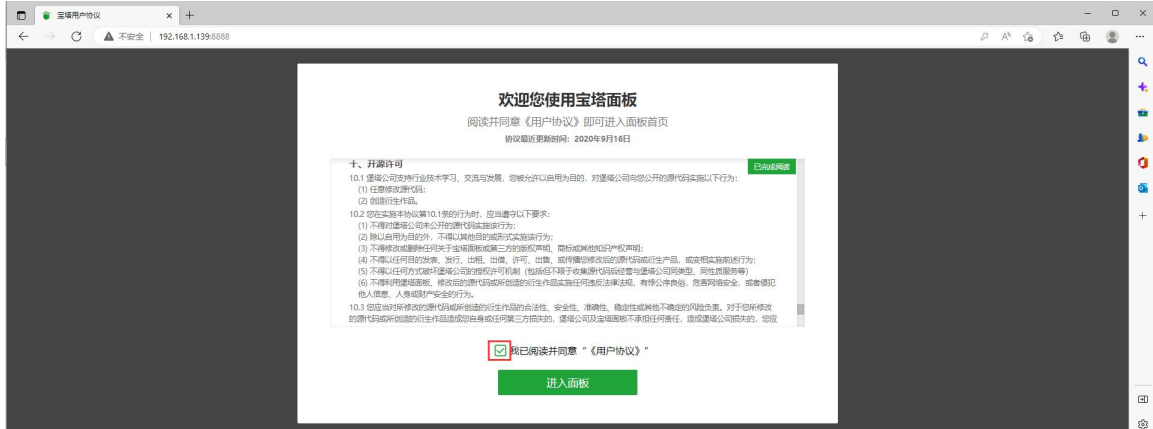 宝塔用户协议
不安全 | 192.168.1.139:8888
欢迎您使用宝塔面板
阅读并同意《用户协议》即可进入面板首页
协议最近更新时间：2020年9月16日
十、开源许可
已完成阅读
10.1 堡塔公司支持行业技术学习、交流与发展，您被允许以自用为目的，对堡塔公司向您公开的源代码实施以下行为：
(1) 任意修改源代码；
(2) 创造衍生作品。
10.2 您在实施本协议第10.1条的行为时，应当遵守以下要求：
(1) 不得对堡塔公司未公开的源代码实施该行为；
(2) 除以自用为目的外，不得以其他目的或形式实施该行为；
(3) 不得修改或删除任何关于宝塔面板或第三方的版权声明、商标或其他知识产权声明；
(4) 不得以任何目的发表、发行、出租、出借、许可、出售、或传播您修改后的源代码或衍生产品，或变相实施前述行为；
(5) 不得以任何方式破坏堡塔公司的授权许可机制（包括但不限于收集源代码后经营与堡塔公司同类型、同性质服务等）
(6) 不得利用堡塔面板、修改后的源代码或所创造的衍生作品实施任何违反法律法规，有悖公序良俗，危害网络安全，或者侵犯
他人信息、人身或财产安全的行为。
10.3 您应当对所修改的源代码或所创造的衍生作品的合法性、安全性、准确性、稳定性或其他不确定的风险负责。对于您所修改
的源代码或所创造的衍生作品造成您自身或任何第三方损失的，堡塔公司及宝塔面板不承担任何责任，造成堡塔公司损失的，您应
我已阅读并同意“《用户协议》”
进入面板